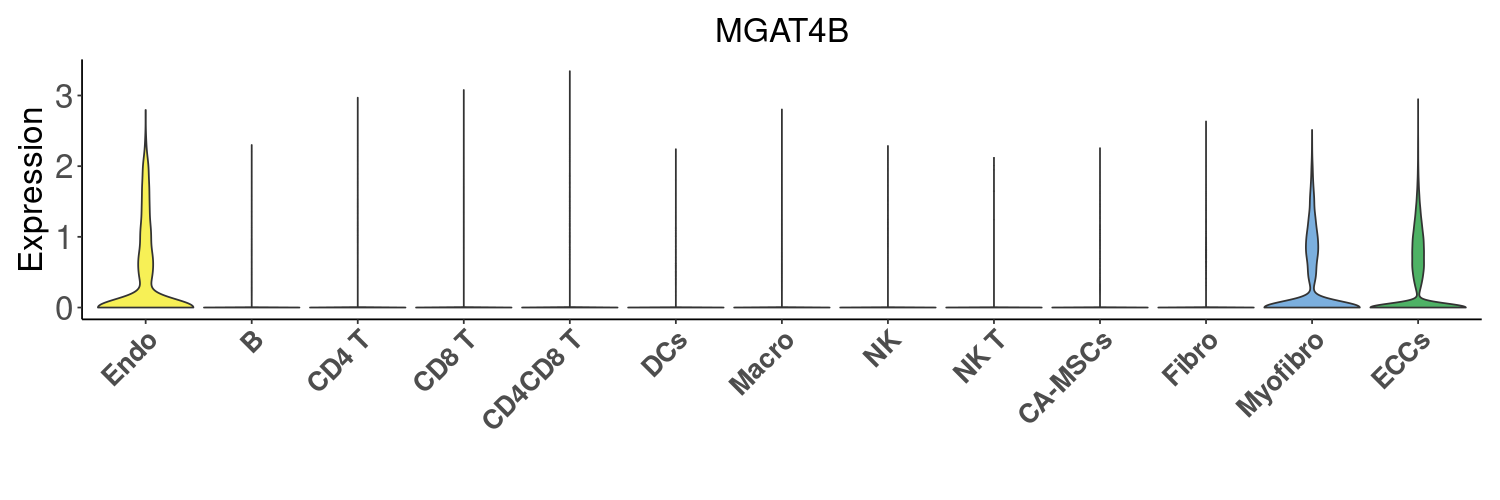 MGAT4B
Expression
3
2
1
0
Endo
B
CD4 T
CD8 T
CD4CD8 T
DCs
Macro
NK
NK T
CA-MSCs
Fibro
Myofibro
ECCs